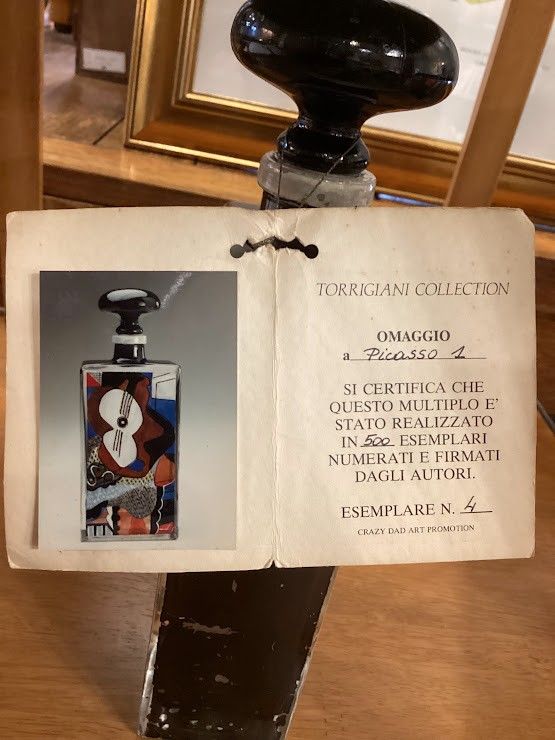 TORRIGIANI COLLECTION
OMAGGIO
a Picasso 1
SI CERTIFICA CHE
QUESTO MULTIPLO E'
STATO REALIZZATO
IN 500 ESEMPLARI
NUMERATI E FIRMATI
DAGLI AUTORI.
ESEMPLARE N. 4
CRAZY DAD ART PROMOTION